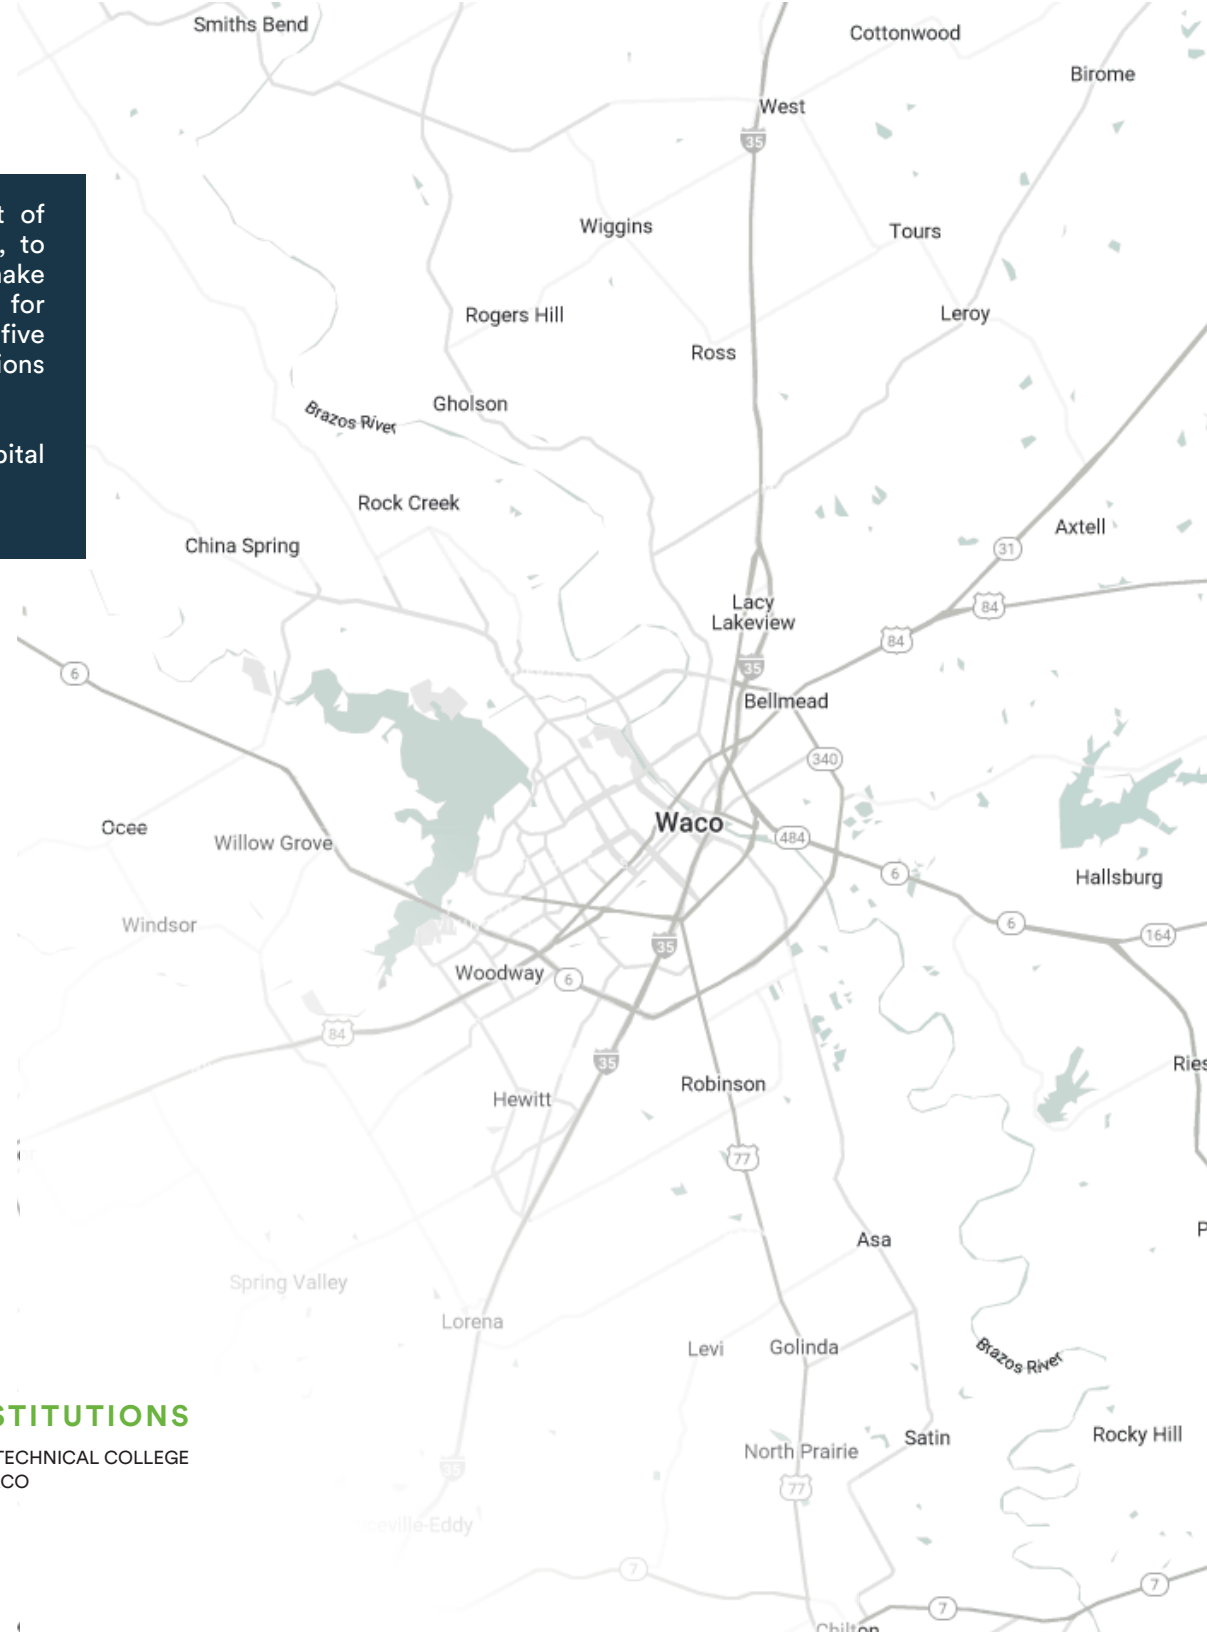 Smiths Bend
Cottonwood
Birome
West
35
t of
, to
ake
for
five
ions
pital
Wiggins
Tours
Rogers Hill
Leroy
Ross
Gholson
Brazos River
Rock Creek
China Spring
Axtell
31
Lacy
Lakeview
84
84
35
6
Bellmead
340
Ocee
Waco
484
Willow Grove
6
Hallsburg
Windsor
6
164
35
Woodway
6
84
35
Ries
Robinson
Hewitt
77
P
Asa
Spring Valley
Lorena
Levi
Golinda
Brazos River
STITUTIONS
TECHNICAL COLLEGE
CO
Satin
Rocky Hill
North Prairie
35
77
ceville-Eddy
7
7
7
Chilton